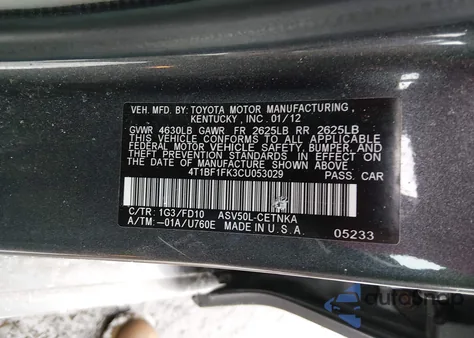 VEH. MFD. BY: TOYOTA MOTOR MANUFACTURING,
KENTUCKY, INC. 01/12
GVWR 4630LB GAWR FR 2625LB RR 2625LB
THIS VEHICLE CONFORMS TO ALL APPLICABLE
FEDERAL MOTOR VEHICLE SAFETY, BUMPER, AND
THEFT PREVENTION STANDARDS IN EFFECT ON THE
DATE OF MANUFACTURE SHOWN ABOVE.
4T1BF1FK3CU053029 PASS. CAR
C/TR: 1G3/FD10 ASV50L-CETNKA
A/TM: —01A/U760E MADE IN U.S.A. 05233
autoShop